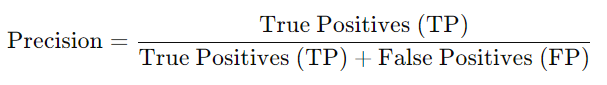 Precision = True Positives (TP) / True Positives (TP) + False Positives (FP)